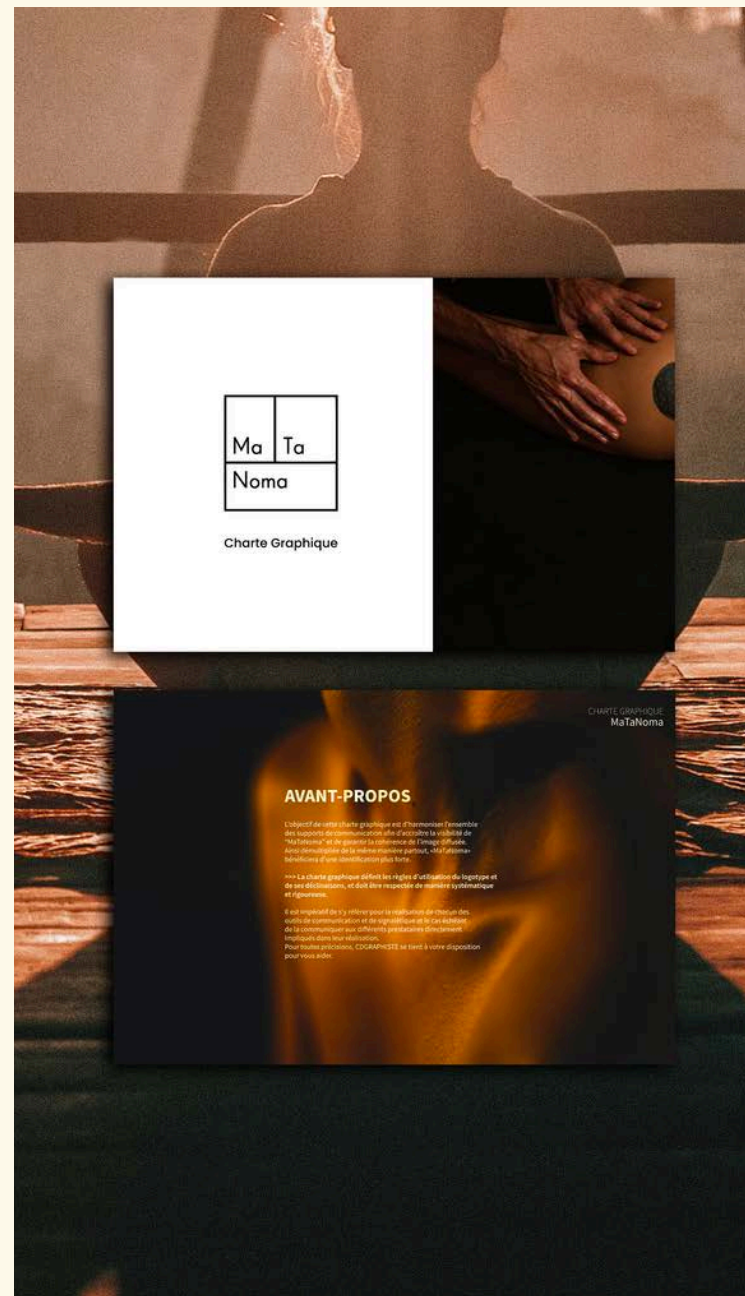 Ma Ta
Noma
Charte Graphique
CHARTE GRAPHIQUE
MaTaNoma
AVANT-PROPOS
L'objectif de cette charte graphique est d'harmoniser l'ensemble
des supports de communication afin d'accroître la visibilité de
"MaTaNoma" et de garantir la cohérence de l'image diffusée.
Ainsi démultipliée de la même manière partout, «MaTaNoma»
bénéficiera d'une identification plus forte.
>>> La charte graphique définit les règles d'utilisation du logotype et
de ses déclinaisons, et doit être respectée de manière systématique
et rigoureuse.
Il est impératif de s'y référer pour la réalisation de chacun des
outils de communication et de signalétique et le cas échéant
de la communiquer aux différents prestataires directement
impliqués dans leur réalisation.
Pour toutes précisions, CDGRAPHISTE se tient à votre disposition
pour vous aider.